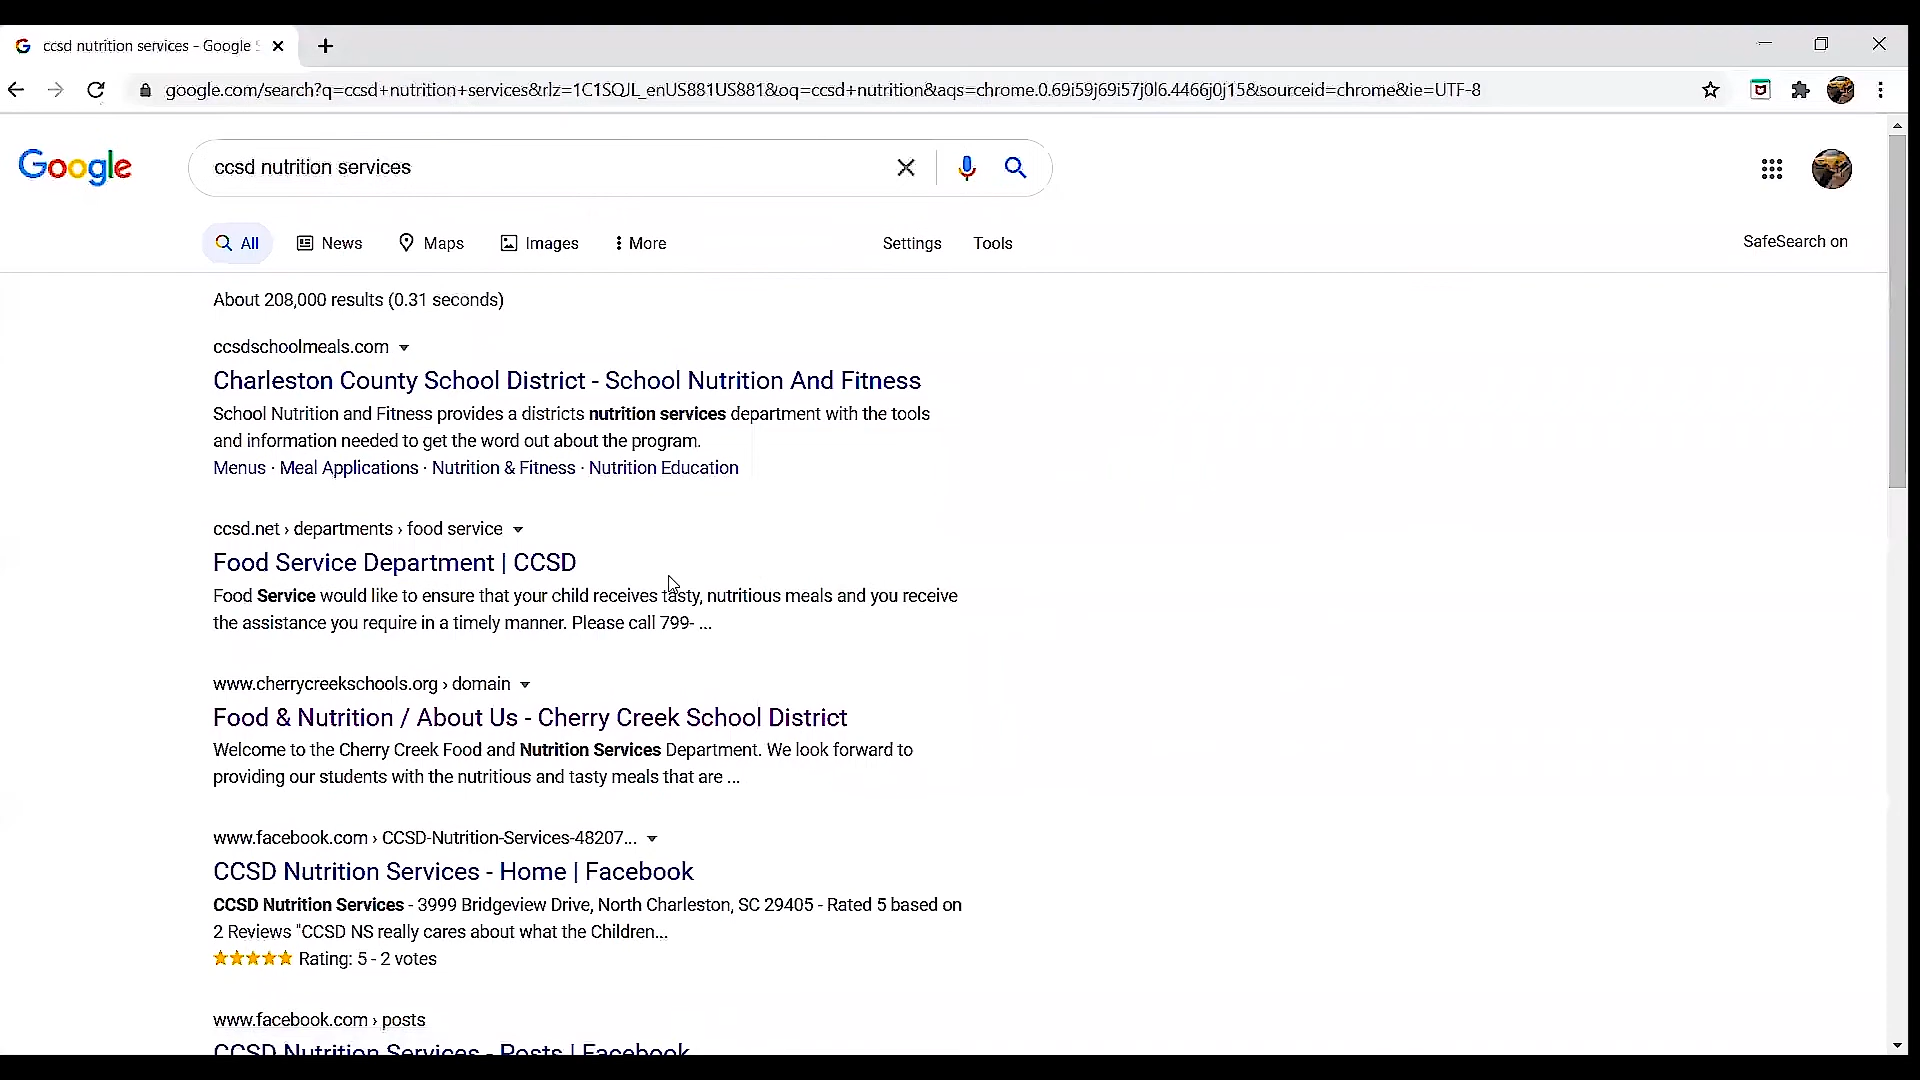 ccsd nutrition services - Google S
google.com/search?q=ccsd+nutrition+services&rlz=1C1SQJL_enUS881US881&oq=ccsd+nutrition&aqs=chrome.0.69i59j69i57j0l6.4466j0j15&sourceid=chrome&ie=UTF-8
Google
ccsd nutrition services
All
News
Maps
Images
More
Settings
Tools
SafeSearch on
About 208,000 results (0.31 seconds)
ccsdschoolmeals.com
Charleston County School District - School Nutrition And Fitness
School Nutrition and Fitness provides a districts nutrition services department with the tools
and information needed to get the word out about the program.
Menus · Meal Applications · Nutrition & Fitness · Nutrition Education
ccsd.net › departments › food service
Food Service Department | CCSD
Food Service would like to ensure that your child receives tasty, nutritious meals and you receive
the assistance you require in a timely manner. Please call 799- ...
www.cherrycreekschools.org › domain
Food & Nutrition / About Us - Cherry Creek School District
Welcome to the Cherry Creek Food and Nutrition Services Department. We look forward to
providing our students with the nutritious and tasty meals that are ...
www.facebook.com › CCSD-Nutrition-Services-48207...
CCSD Nutrition Services - Home | Facebook
CCSD Nutrition Services - 3999 Bridgeview Drive, North Charleston, SC 29405 - Rated 5 based on
2 Reviews "CCSD NS really cares about what the Children...
Rating: 5 - 2 votes
www.facebook.com › posts
CCSD Nutrition Services - Posts | Facebook